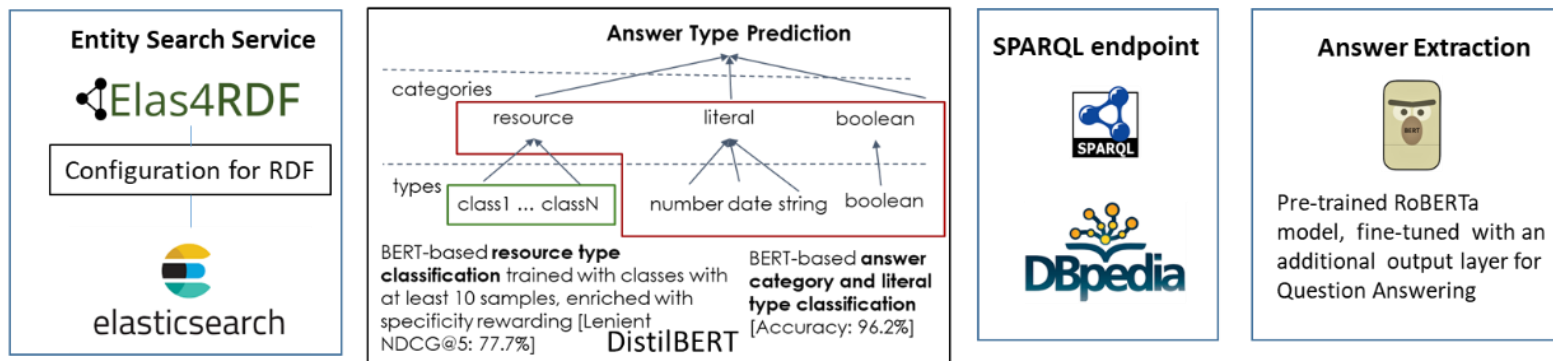 Entity Search Service
Elas4RDF
Configuration for RDF
elasticsearch
Answer Type Prediction
categories
resource literal boolean
types
class1 ... classN number date string boolean
BERT-based resource type
classification trained with classes with
at least 10 samples, enriched with
specificity rewarding [Lenient
NDCG@5: 77.7%]
BERT-based answer
category and literal
type classification
[Accuracy: 96.2%]
DistilBERT
SPARQL endpoint
SPARQL
DBpedia
Answer Extraction
BERT
Pre-trained RoBERTa
model, fine-tuned with an
additional output layer for
Question Answering